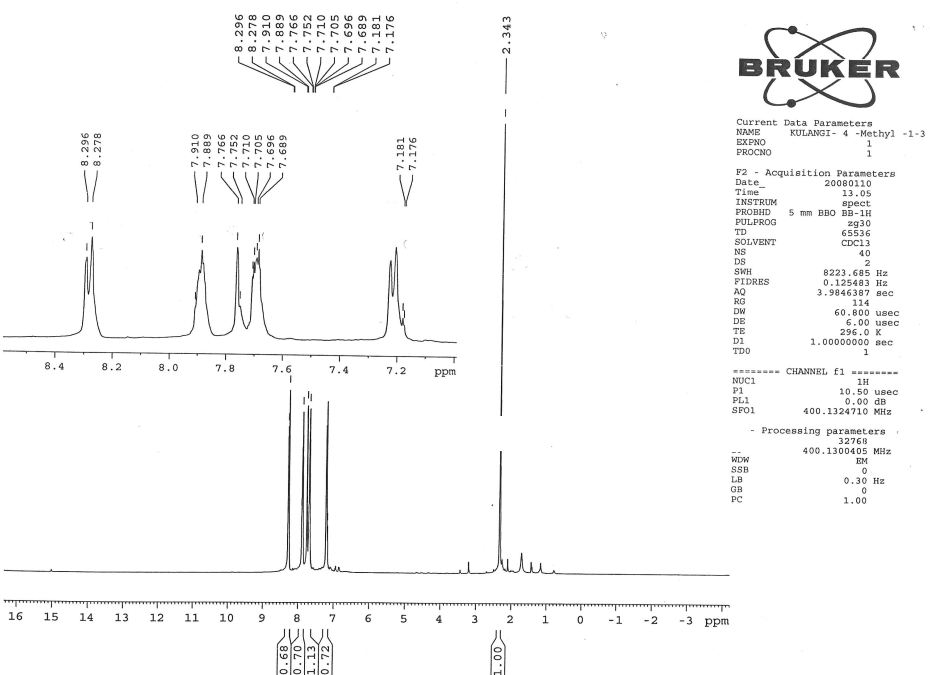 8.296
8.278
7.910
7.889
7.766
7.752
7.710
7.705
7.696
7.689
7.181
7.176
2.343
8.296
8.278
7.910
7.889
7.766
7.752
7.710
7.705
7.696
7.689
7.181
7.176
8.4 8.2 8.0 7.8 7.6 7.4 7.2 ppm
16 15 14 13 12 11 10 9 8 7 6 5 4 3 2 1 0 -1 -2 -3 ppm
0.68
0.70
1.13
0.72
1.00
BRUKER
Current Data Parameters
NAME KULANGI- 4 -Methyl -1-3
EXPNO 1
PROCNO 1
F2 - Acquisition Parameters
Date_ 20080110
Time 13.05
INSTRUM spect
PROBHD 5 mm BBO BB-1H
PULPROG zg30
TD 65536
SOLVENT CDCl3
NS 40
DS 2
SWH 8223.685 Hz
FIDRES 0.125483 Hz
AQ 3.9846387 sec
RG 114
DW 60.800 usec
DE 6.00 usec
TE 296.0 K
D1 1.00000000 sec
TD0 1
======== CHANNEL f1 ========
NUC1 1H
P1 10.50 usec
PL1 0.00 dB
SFO1 400.1324710 MHz
- Processing parameters
32768
400.1300405 MHz
WDW EM
SSB 0
LB 0.30 Hz
GB 0
PC 1.00